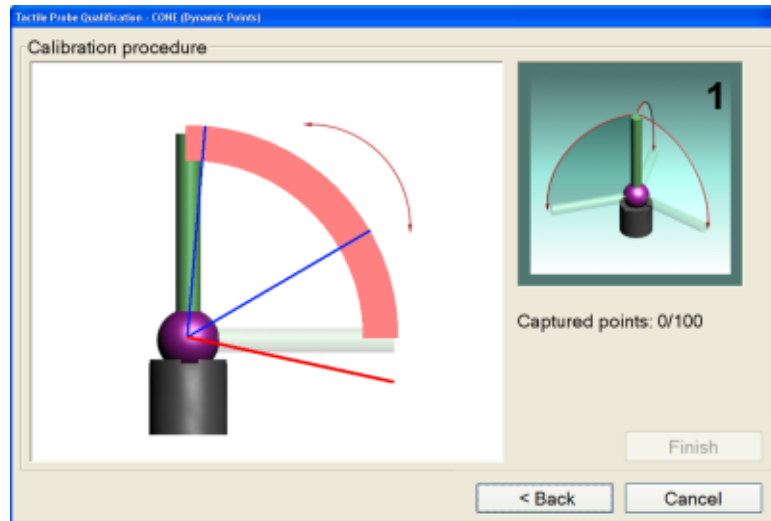 Tactile Probe Qualification - CONE (Dynamic Points)
Calibration procedure
1
Captured points: 0/100
Finish
< Back
Cancel